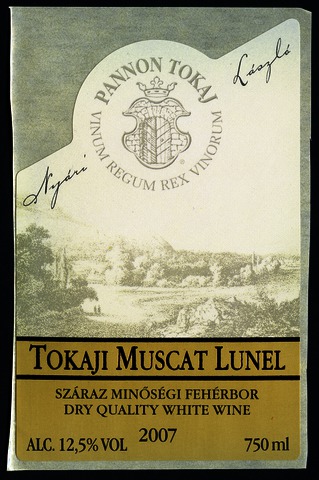 PANNON TOKAJ
VINUM REGUM REX VINORUM
Nyári
László
TOKAJI MUSCAT LUNEL
SZÁRAZ MINŐSÉGI FEHÉRBOR
DRY QUALITY WHITE WINE
2007
ALC. 12,5% VOL
750 ml